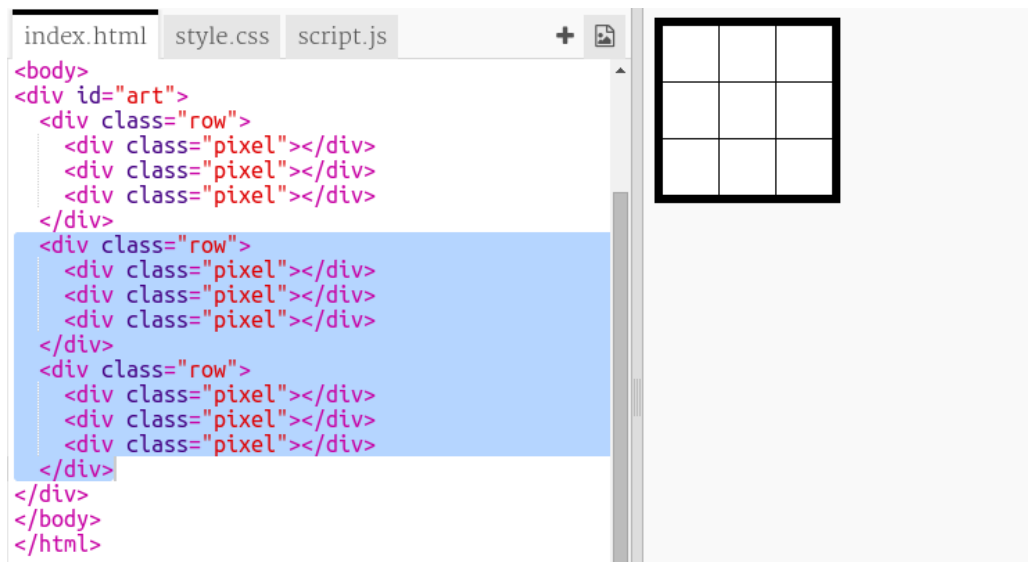 index.html style.css script.js +
<body>
<div id="art">
  <div class="row">
    <div class="pixel"></div>
    <div class="pixel"></div>
    <div class="pixel"></div>
  </div>
  <div class="row">
    <div class="pixel"></div>
    <div class="pixel"></div>
    <div class="pixel"></div>
  </div>
  <div class="row">
    <div class="pixel"></div>
    <div class="pixel"></div>
    <div class="pixel"></div>
  </div>
</div>
</body>
</html>